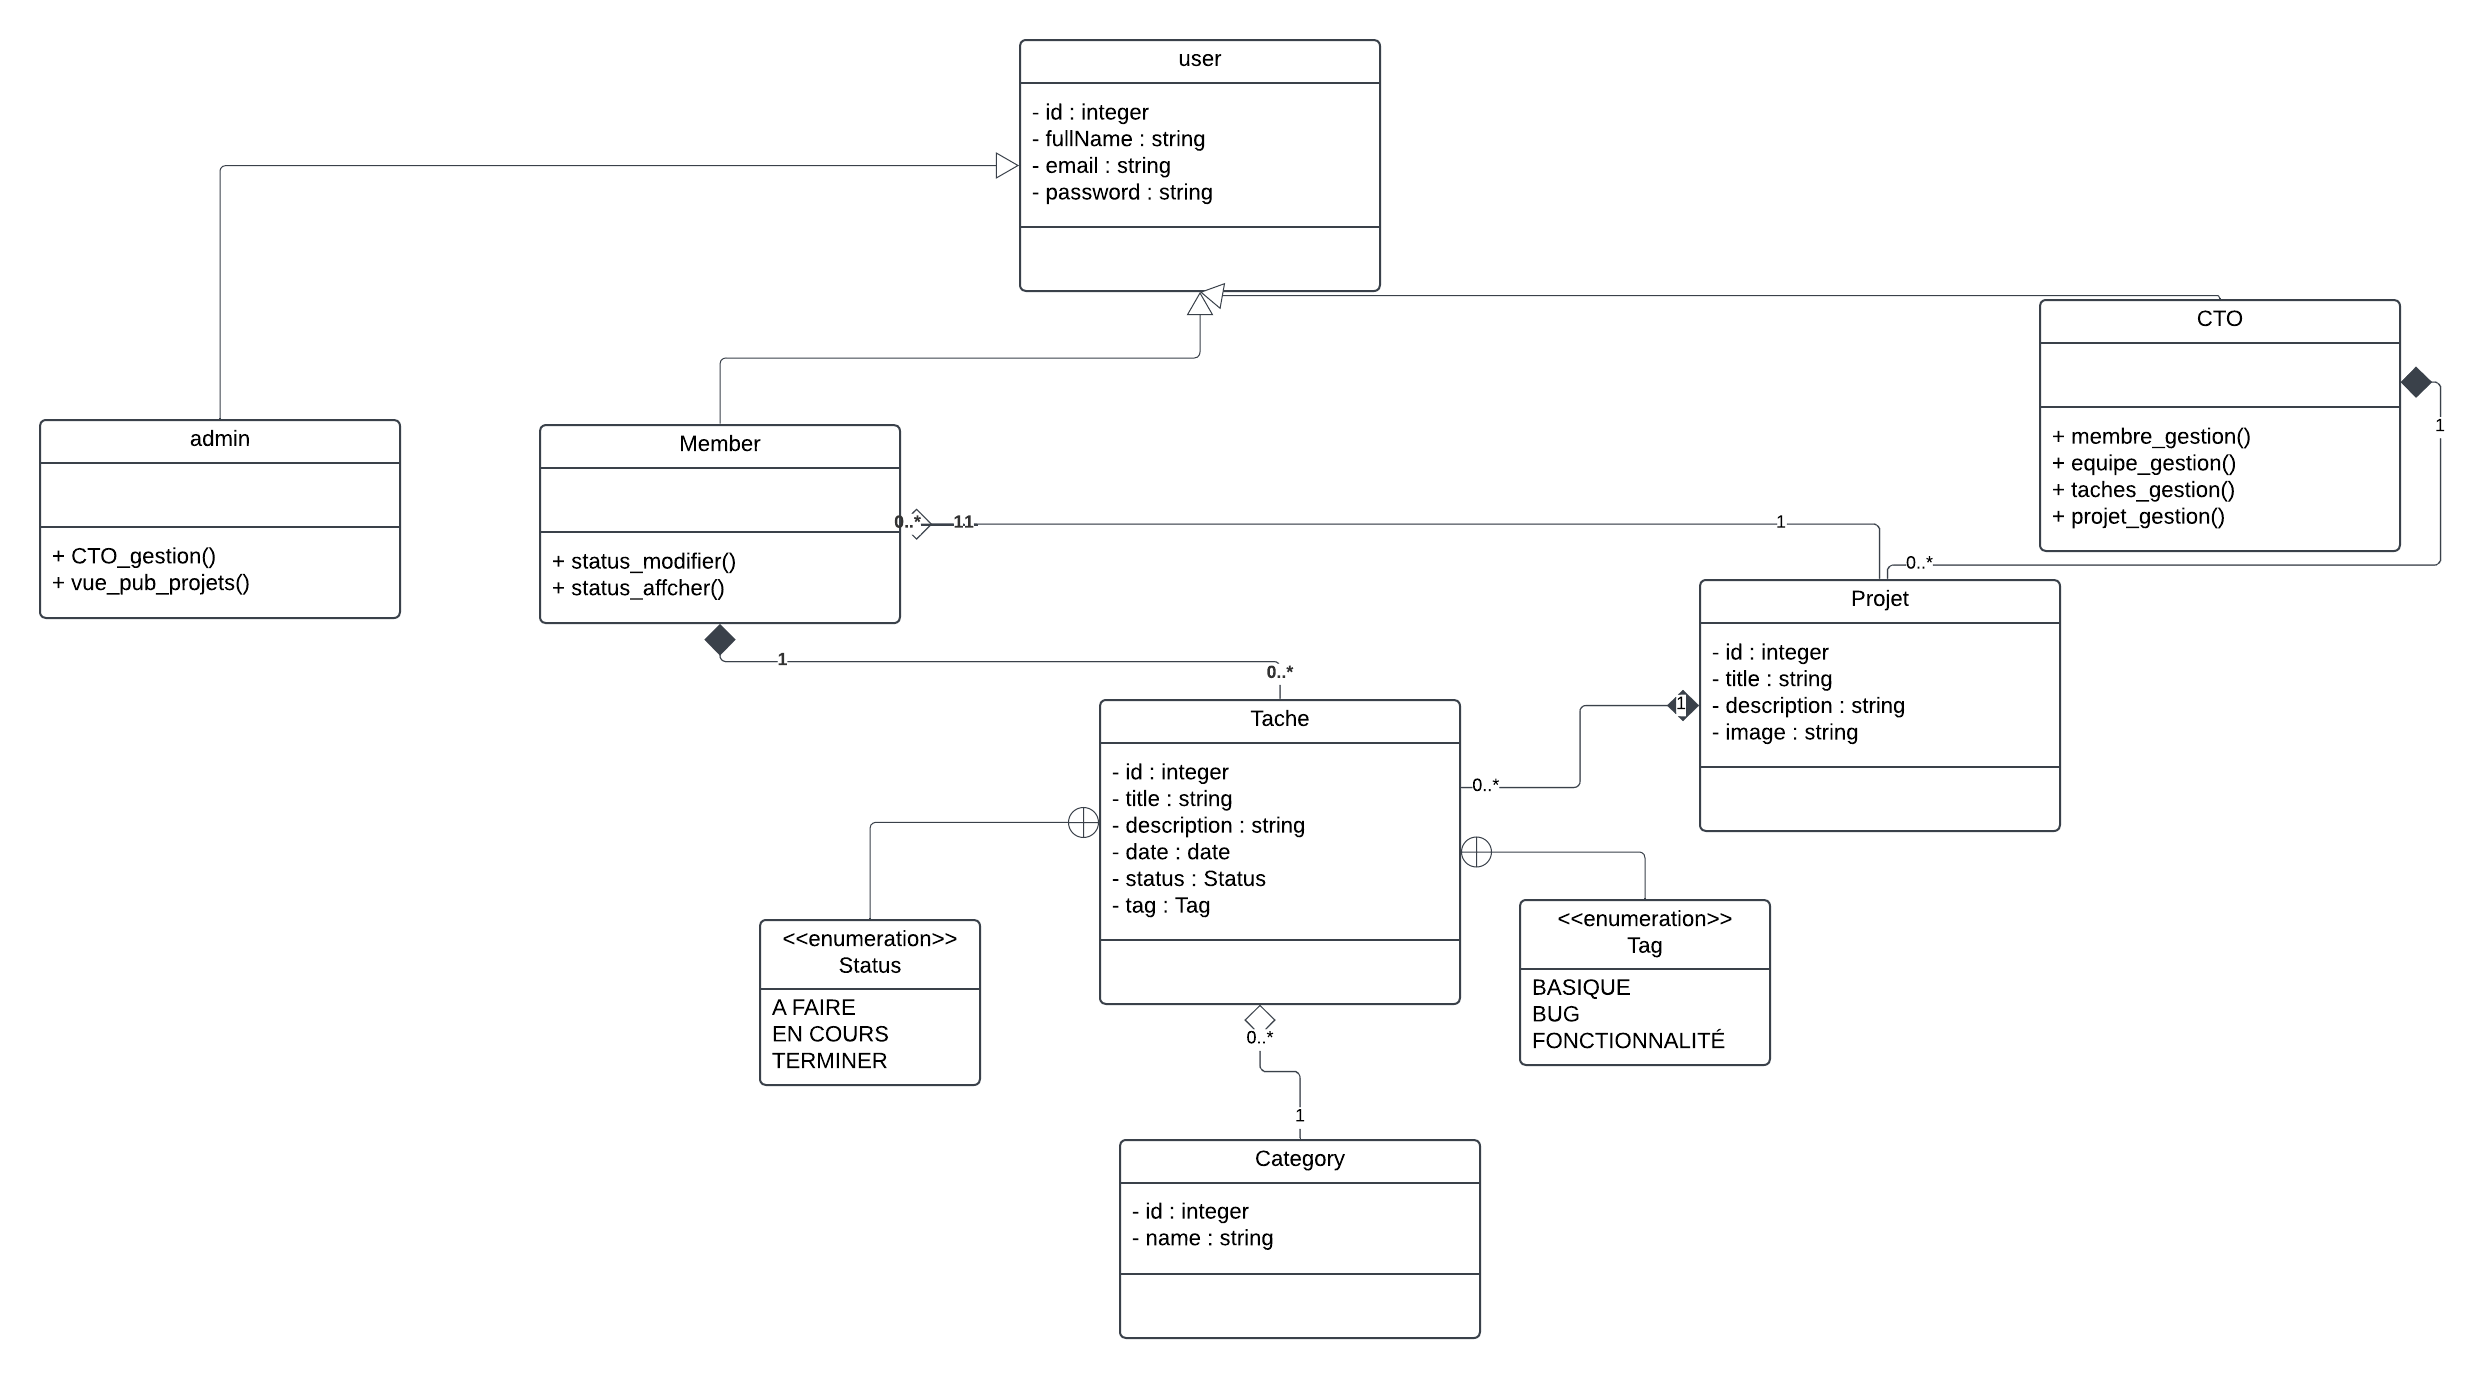 user
- id : integer
- fullName : string
- email : string
- password : string
CTO
+ membre_gestion()
+ equipe_gestion()
+ taches_gestion()
+ projet_gestion()
1
admin
+ CTO_gestion()
+ vue_pub_projets()
Member
+ status_modifier()
+ status_affcher()
0..*
11
1
0..*
Projet
- id : integer
- title : string
- description : string
- image : string
1
0..*
1
0..*
Tache
- id : integer
- title : string
- description : string
- date : date
- status : Status
- tag : Tag
<<enumeration>>
Status
A FAIRE
EN COURS
TERMINER
<<enumeration>>
Tag
BASIQUE
BUG
FONCTIONNALITÉ
0..*
1
Category
- id : integer
- name : string